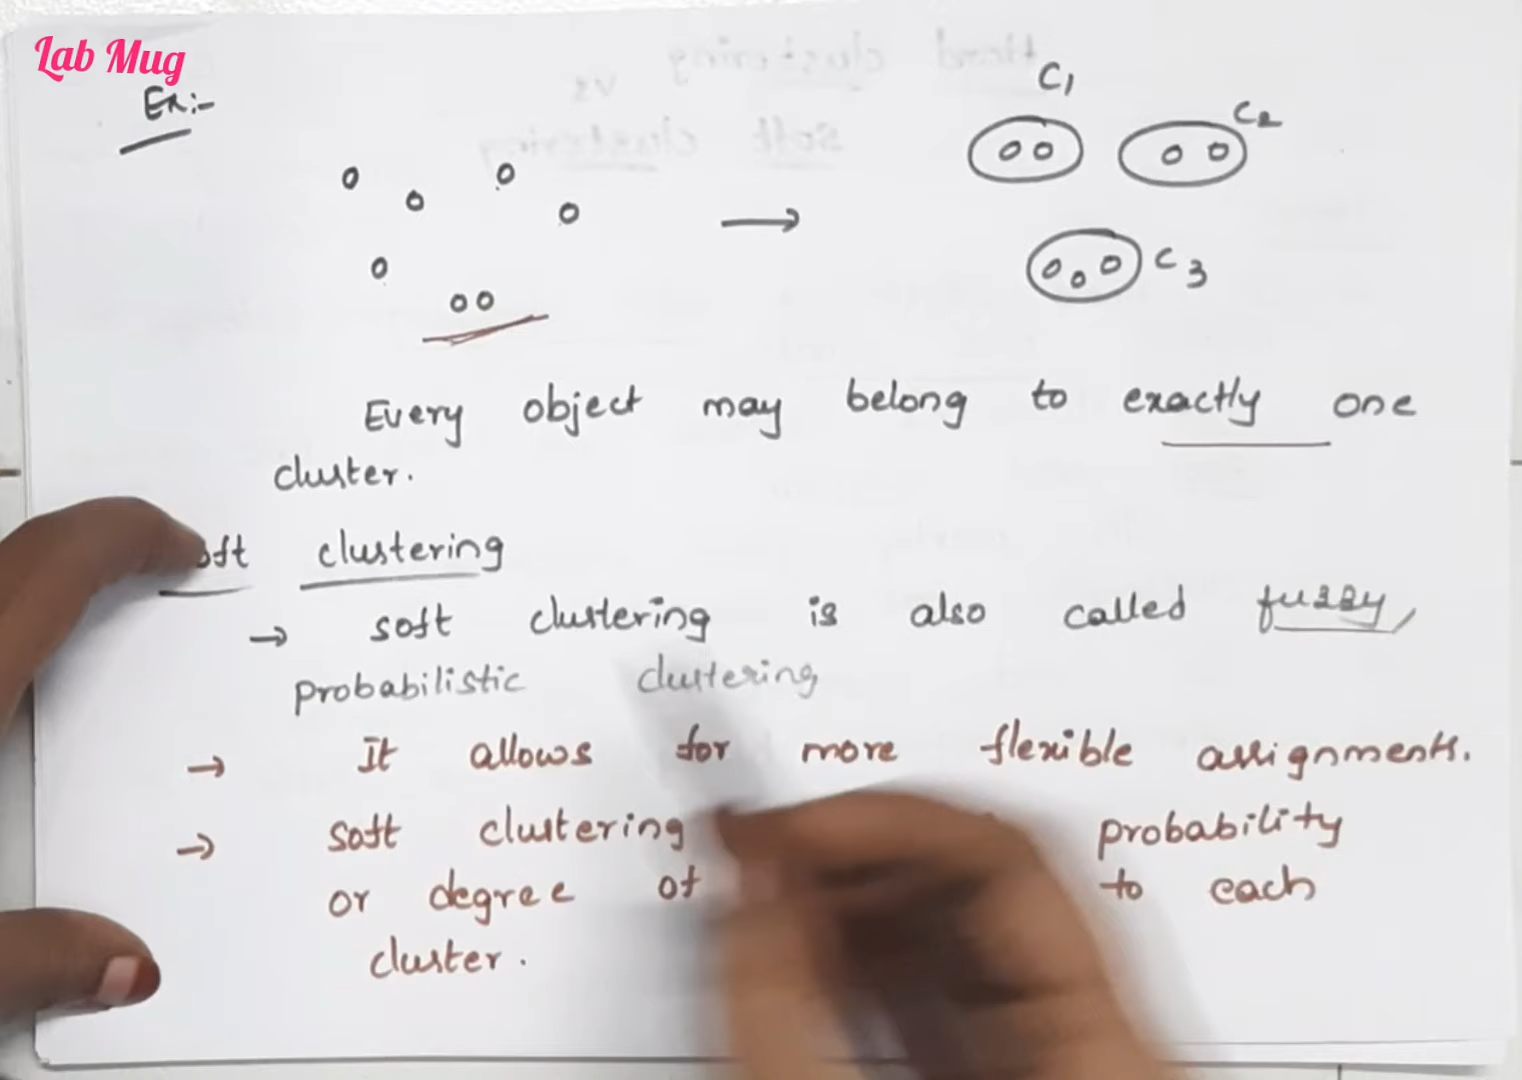 Lab Mug
Ex:-
C1
C2
C3
Every object may belong to exactly one
cluster.
clustering
→ soft clustering is also called fuzzy,
probabilistic clustering
→ It allows for more flexible assignments.
→ soft clustering probability
or degree of to each
cluster.